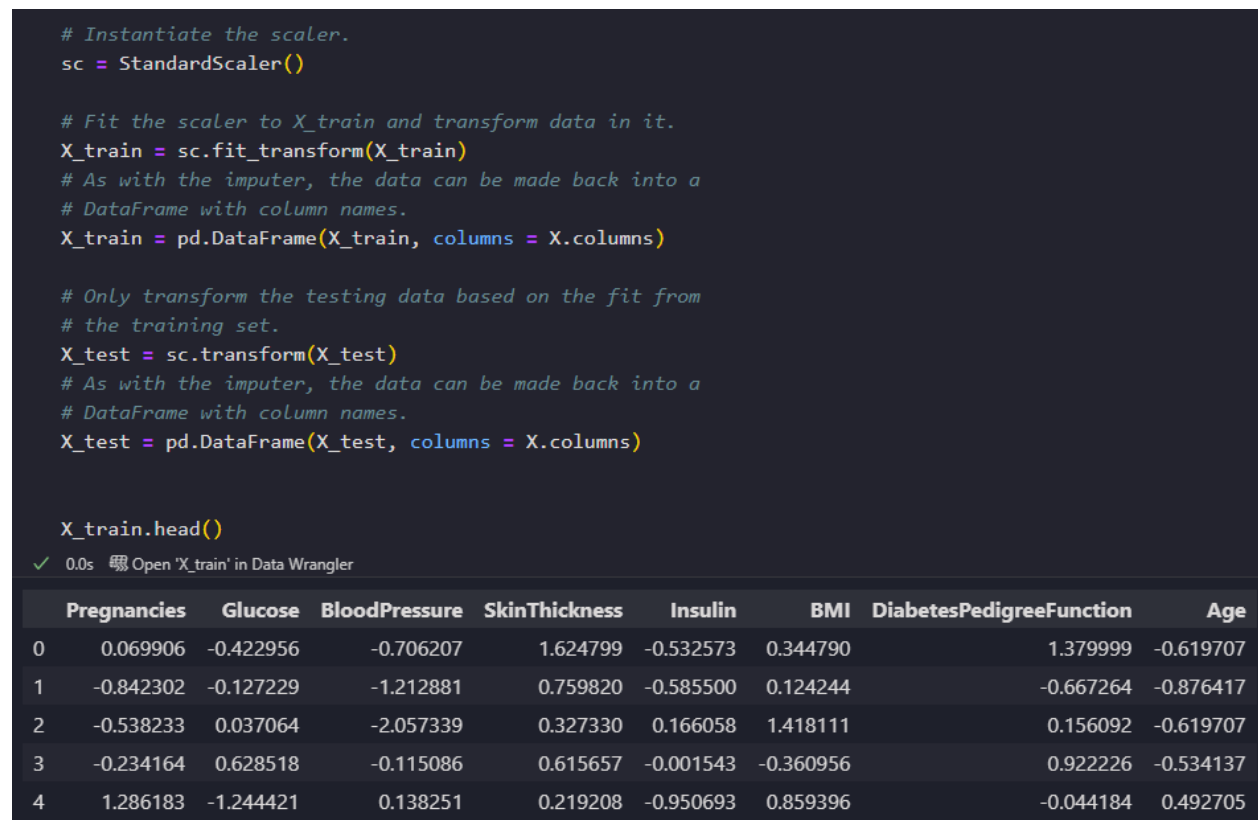 # Instantiate the scaler.
sc = StandardScaler()
# Fit the scaler to X_train and transform data in it.
X_train = sc.fit_transform(X_train)
# As with the imputer, the data can be made back into a
# DataFrame with column names.
X_train = pd.DataFrame(X_train, columns = X.columns)
# Only transform the testing data based on the fit from
# the training set.
X_test = sc.transform(X_test)
# As with the imputer, the data can be made back into a
# DataFrame with column names.
X_test = pd.DataFrame(X_test, columns = X.columns)
X_train.head()
✓ 0.0s Open 'X_train' in Data Wrangler
Pregnancies Glucose BloodPressure SkinThickness Insulin BMI DiabetesPedigreeFunction Age
0 0.069906 -0.422956 -0.706207 1.624799 -0.532573 0.344790 1.379999 -0.619707
1 -0.842302 -0.127229 -1.212881 0.759820 -0.585500 0.124244 -0.667264 -0.876417
2 -0.538233 0.037064 -2.057339 0.327330 0.166058 1.418111 0.156092 -0.619707
3 -0.234164 0.628518 -0.115086 0.615657 -0.001543 -0.360956 0.922226 -0.534137
4 1.286183 -1.244421 0.138251 0.219208 -0.950693 0.859396 -0.044184 0.492705